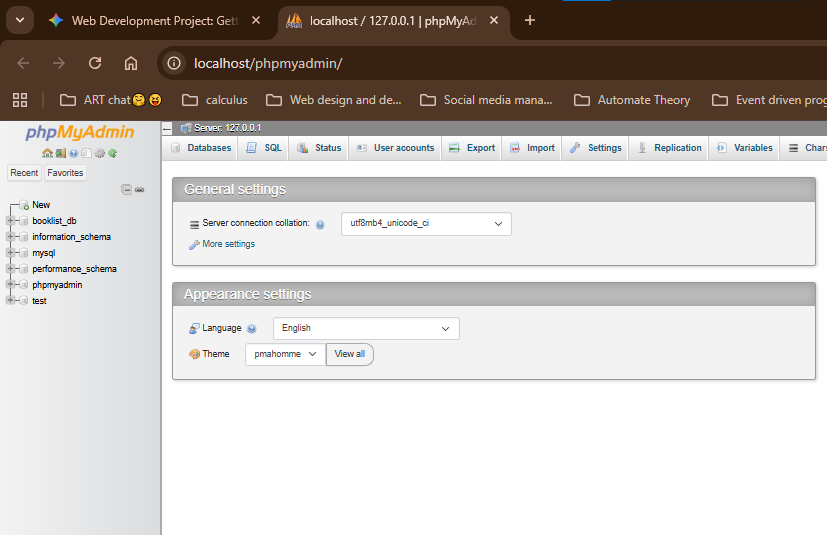 Web Development Project: Gett
localhost / 127.0.0.1 | phpMyAd
localhost/phpmyadmin/
ART chat🤗😝
calculus
Web design and de...
Social media mana...
Automate Theory
Event driven prog
phpMyAdmin
Recent
Favorites
New
booklist_db
information_schema
mysql
performance_schema
phpmyadmin
test
Server: 127.0.0.1
Databases
SQL
Status
User accounts
Export
Import
Settings
Replication
Variables
Chars
General settings
Server connection collation:
utf8mb4_unicode_ci
More settings
Appearance settings
Language
English
Theme
pmahomme
View all